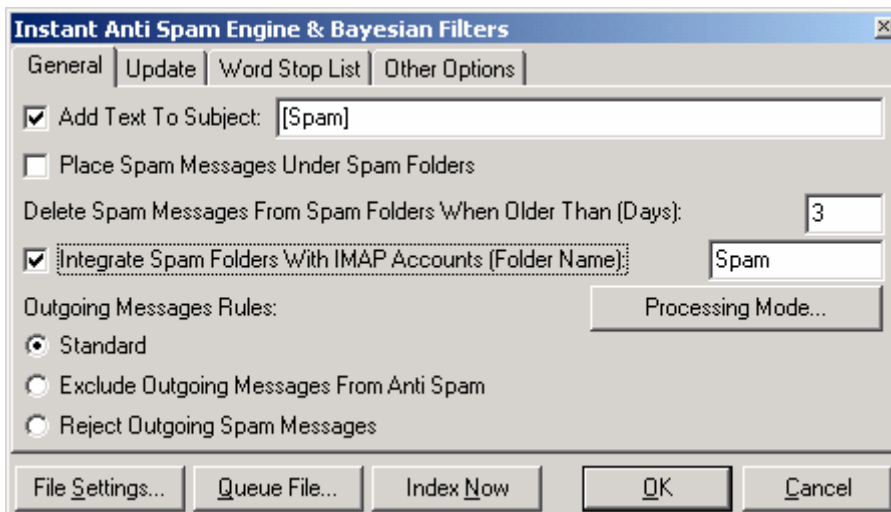 Instant Anti Spam Engine & Bayesian Filters
General Update Word Stop List Other Options
Add Text To Subject: [Spam]
Place Spam Messages Under Spam Folders
Delete Spam Messages From Spam Folders When Older Than (Days): 3
Integrate Spam Folders With IMAP Accounts (Folder Name): Spam
Outgoing Messages Rules: Processing Mode...
Standard
Exclude Outgoing Messages From Anti Spam
Reject Outgoing Spam Messages
File Settings... Queue File... Index Now OK Cancel